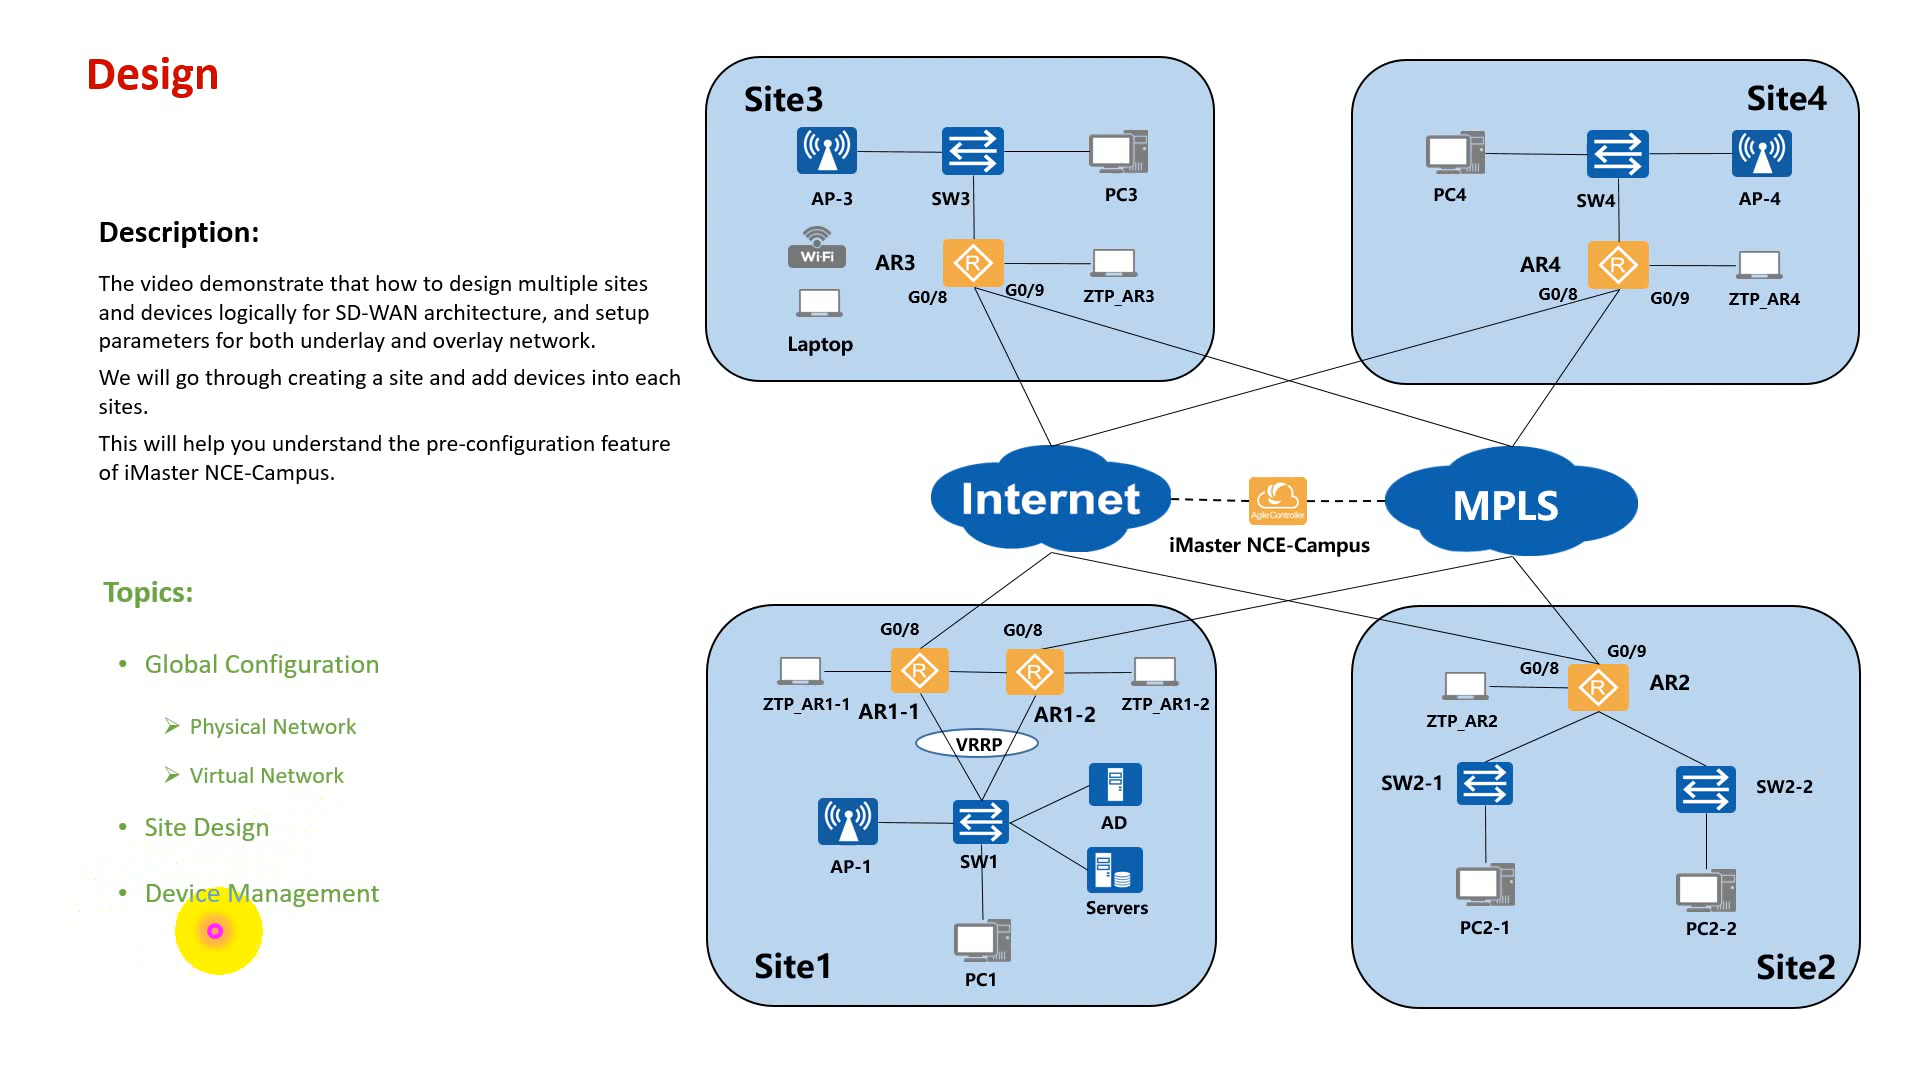 Design
Description:
The video demonstrate that how to design multiple sites
and devices logically for SD-WAN architecture, and setup
parameters for both underlay and overlay network.
We will go through creating a site and add devices into each
sites.
This will help you understand the pre-configuration feature
of iMaster NCE-Campus.
Topics:
• Global Configuration
➢ Physical Network
➢ Virtual Network
• Site Design
• Device Management
Site3
AP-3
SW3
PC3
Wi-Fi
AR3
G0/8
G0/9
ZTP_AR3
Laptop
Site4
PC4
SW4
AP-4
AR4
G0/8
G0/9
ZTP_AR4
Internet
Agile Controller
MPLS
iMaster NCE-Campus
G0/8
G0/8
ZTP_AR1-1
AR1-1
AR1-2
ZTP_AR1-2
VRRP
AD
AP-1
SW1
Servers
PC1
Site1
G0/9
G0/8
AR2
ZTP_AR2
SW2-1
SW2-2
PC2-1
PC2-2
Site2